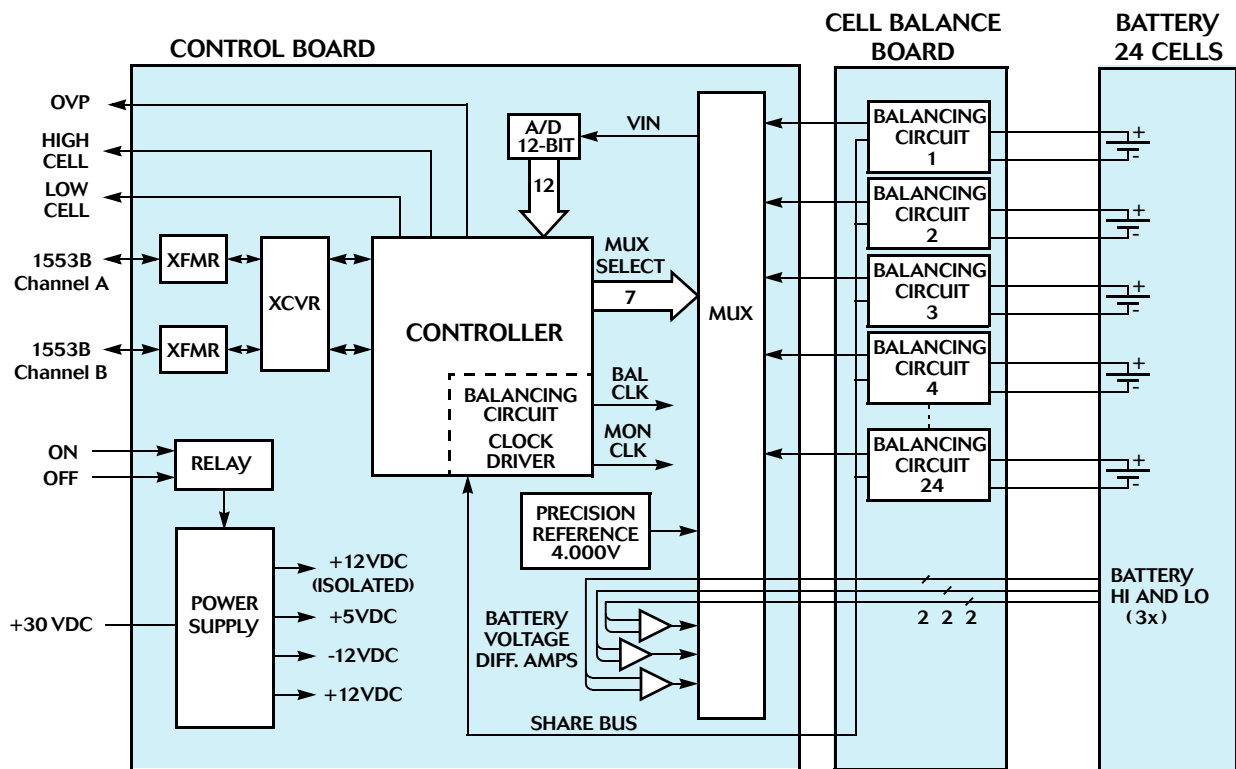 CONTROL BOARD
CELL BALANCE
BOARD
BATTERY
24 CELLS
OVP
HIGH
CELL
LOW
CELL
1553B
Channel A
1553B
Channel B
XFMR
XFMR
XCVR
A/D
12-BIT
VIN
12
CONTROLLER
MUX
SELECT
7
BALANCING
CIRCUIT
CLOCK
DRIVER
BAL
CLK
MON
CLK
MUX
BALANCING
CIRCUIT
1
+
-
BALANCING
CIRCUIT
2
+
-
BALANCING
CIRCUIT
3
+
-
BALANCING
CIRCUIT
4
+
-
BALANCING
CIRCUIT
24
+
-
ON
OFF
RELAY
PRECISION
REFERENCE
4.000V
+30 VDC
POWER
SUPPLY
+12VDC
(ISOLATED)
+5VDC
-12VDC
+12VDC
BATTERY
VOLTAGE
DIFF. AMPS
2 2 2
BATTERY
HI AND LO
(3x)
SHARE BUS